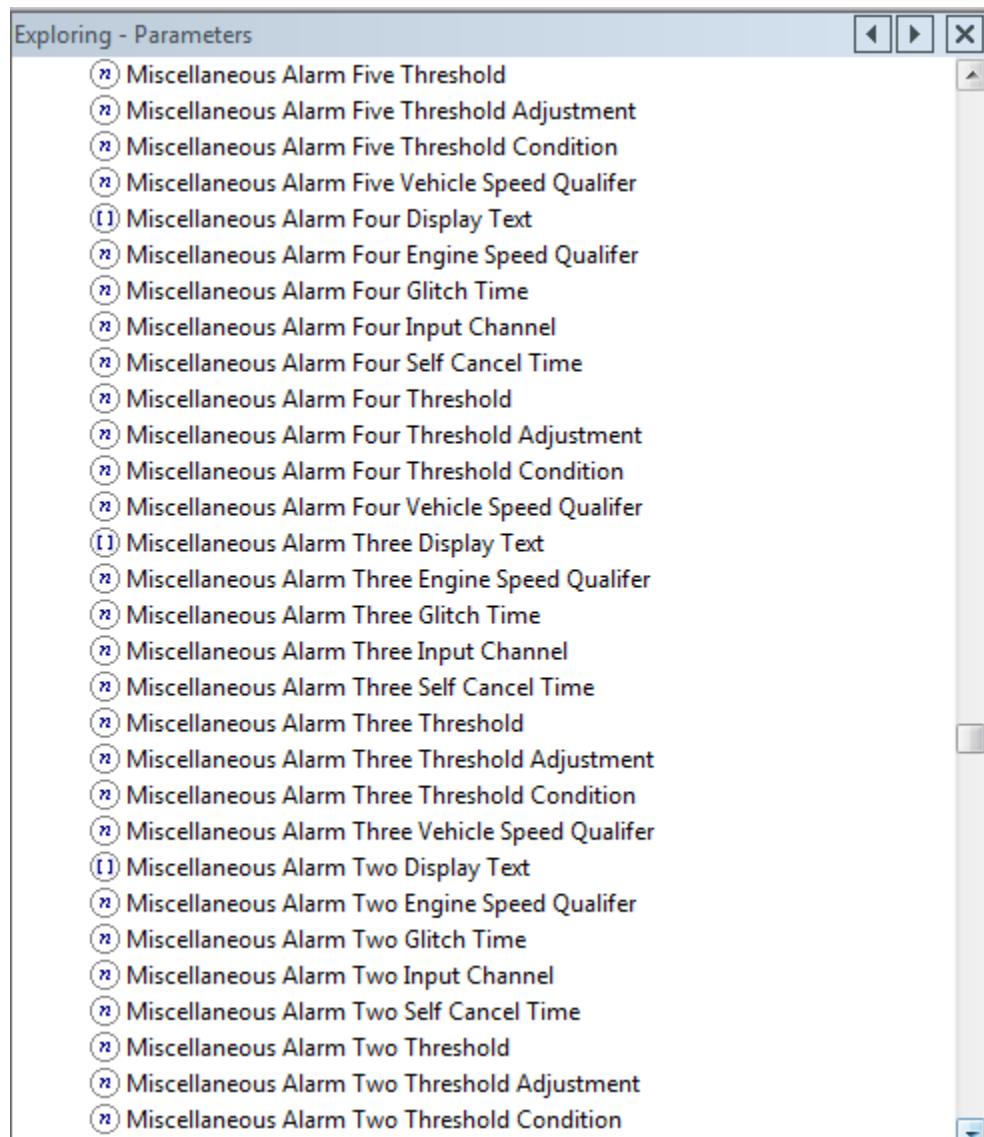 Exploring - Parameters
Miscellaneous Alarm Five Threshold
Miscellaneous Alarm Five Threshold Adjustment
Miscellaneous Alarm Five Threshold Condition
Miscellaneous Alarm Five Vehicle Speed Qualifer
Miscellaneous Alarm Four Display Text
Miscellaneous Alarm Four Engine Speed Qualifer
Miscellaneous Alarm Four Glitch Time
Miscellaneous Alarm Four Input Channel
Miscellaneous Alarm Four Self Cancel Time
Miscellaneous Alarm Four Threshold
Miscellaneous Alarm Four Threshold Adjustment
Miscellaneous Alarm Four Threshold Condition
Miscellaneous Alarm Four Vehicle Speed Qualifer
Miscellaneous Alarm Three Display Text
Miscellaneous Alarm Three Engine Speed Qualifer
Miscellaneous Alarm Three Glitch Time
Miscellaneous Alarm Three Input Channel
Miscellaneous Alarm Three Self Cancel Time
Miscellaneous Alarm Three Threshold
Miscellaneous Alarm Three Threshold Adjustment
Miscellaneous Alarm Three Threshold Condition
Miscellaneous Alarm Three Vehicle Speed Qualifer
Miscellaneous Alarm Two Display Text
Miscellaneous Alarm Two Engine Speed Qualifer
Miscellaneous Alarm Two Glitch Time
Miscellaneous Alarm Two Input Channel
Miscellaneous Alarm Two Self Cancel Time
Miscellaneous Alarm Two Threshold
Miscellaneous Alarm Two Threshold Adjustment
Miscellaneous Alarm Two Threshold Condition